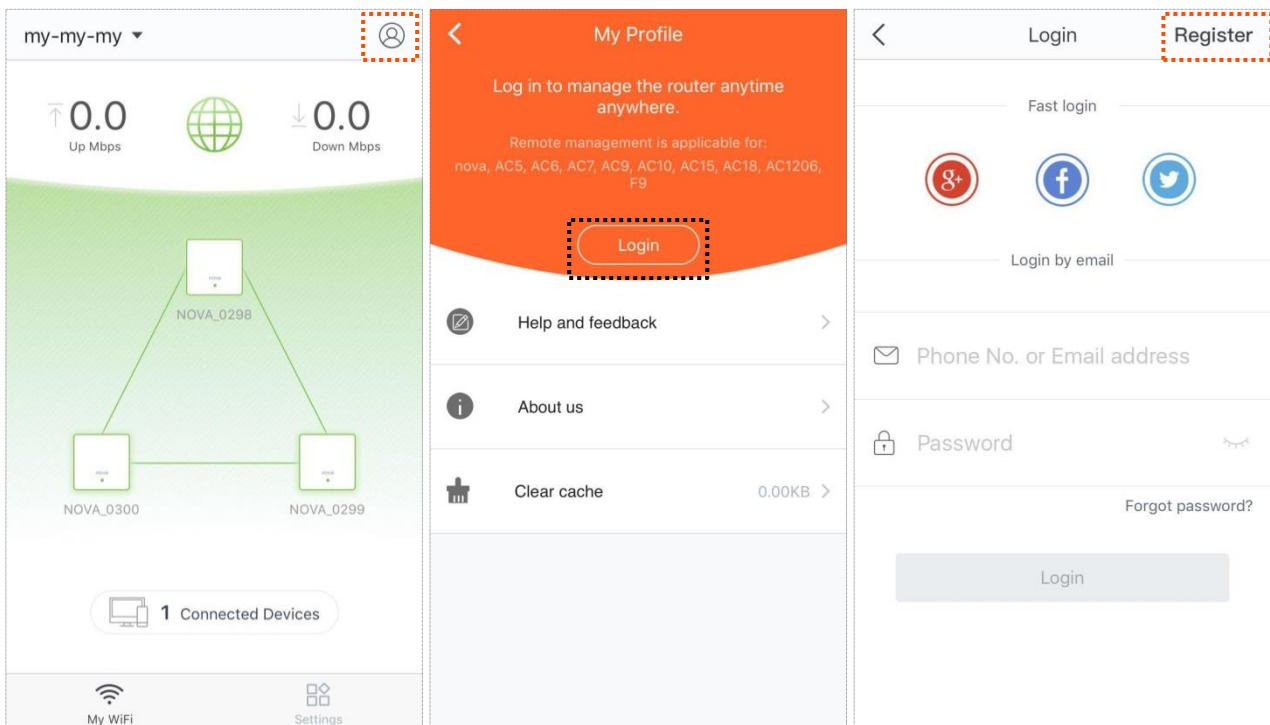 my-my-my
0.0
Up Mbps
0.0
Down Mbps
nova
NOVA_0298
nova
NOVA_0300
nova
NOVA_0299
1 Connected Devices
My WiFi
Settings
My Profile
Log in to manage the router anytime
anywhere.
Remote management is applicable for:
nova, AC5, AC6, AC7, AC9, AC10, AC15, AC18, AC1206,
F9
Login
Help and feedback
About us
Clear cache 0.00KB
Login Register
Fast login
g+ f
Login by email
Phone No. or Email address
Password
Forgot password?
Login